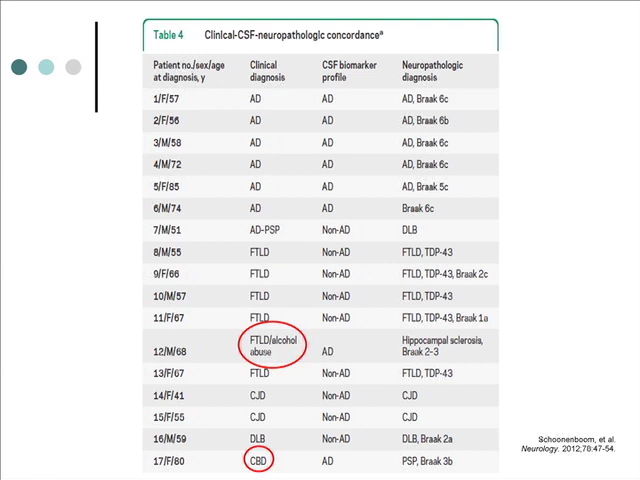 Table 4 Clinical-CSF-neuropathologic concordanceª
Patient no./sex/age at diagnosis, y Clinical diagnosis CSF biomarker profile Neuropathologic diagnosis
1/F/57 AD AD AD, Braak 6c
2/F/56 AD AD AD, Braak 6b
3/M/58 AD AD AD, Braak 6c
4/M/72 AD AD AD, Braak 6c
5/F/85 AD AD AD, Braak 5c
6/M/74 AD AD Braak 6c
7/M/51 AD-PSP Non-AD DLB
8/M/55 FTLD Non-AD FTLD, TDP-43
9/F/66 FTLD Non-AD FTLD, TDP-43, Braak 2c
10/M/57 FTLD Non-AD FTLD, TDP-43
11/F/67 FTLD Non-AD FTLD, TDP-43, Braak 1a
12/M/68 FTLD/alcohol abuse AD Hippocampal sclerosis, Braak 2-3
13/F/67 FTLD Non-AD FTLD, TDP-43
14/F/41 CJD Non-AD CJD
15/F/55 CJD Non-AD CJD
16/M/59 DLB Non-AD DLB, Braak 2a
17/F/80 CBD AD PSP, Braak 3b
Schoonenboom, et al.
Neurology. 2012;78:47-54.